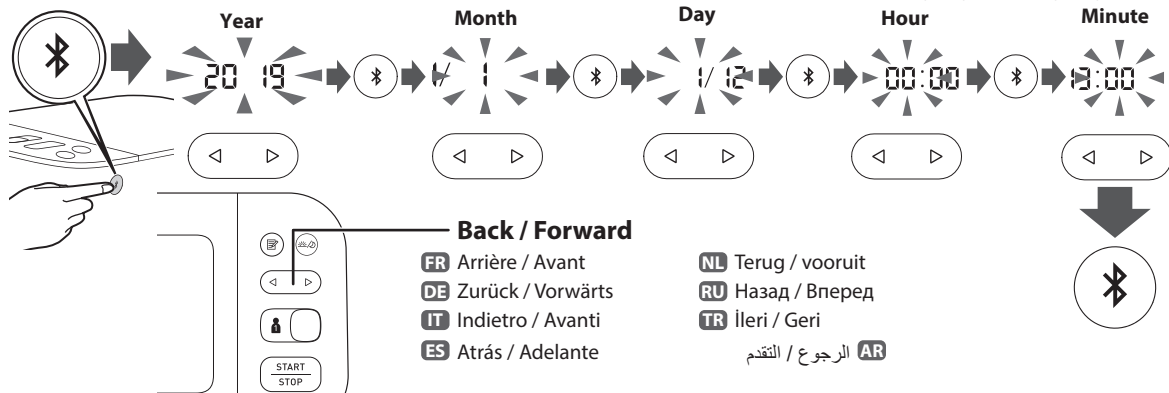 Year
Month
Day
Hour
Minute
20 19
1/ 1
1/ 12
00:00
13:00
Back / Forward
FR Arrière / Avant
DE Zurück / Vorwärts
IT Indietro / Avanti
ES Atrás / Adelante
NL Terug / vooruit
RU Назад / Вперед
TR İleri / Geri
AR الرجوع / التقدم
START
STOP